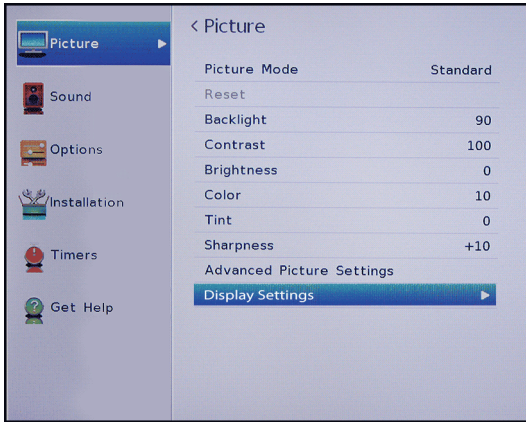 Picture
Sound
Options
Installation
Timers
Get Help
< Picture
Picture Mode Standard
Reset
Backlight 90
Contrast 100
Brightness 0
Color 10
Tint 0
Sharpness +10
Advanced Picture Settings
Display Settings